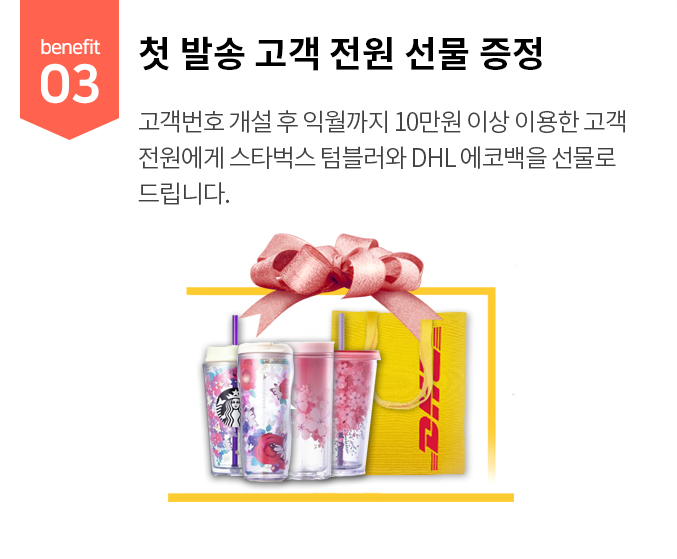 benefit
03
첫 발송 고객 전원 선물 증정
고객번호 개설 후 익월까지 10만원 이상 이용한 고객
전원에게 스타벅스 텀블러와 DHL 에코백을 선물로
드립니다.
DHL